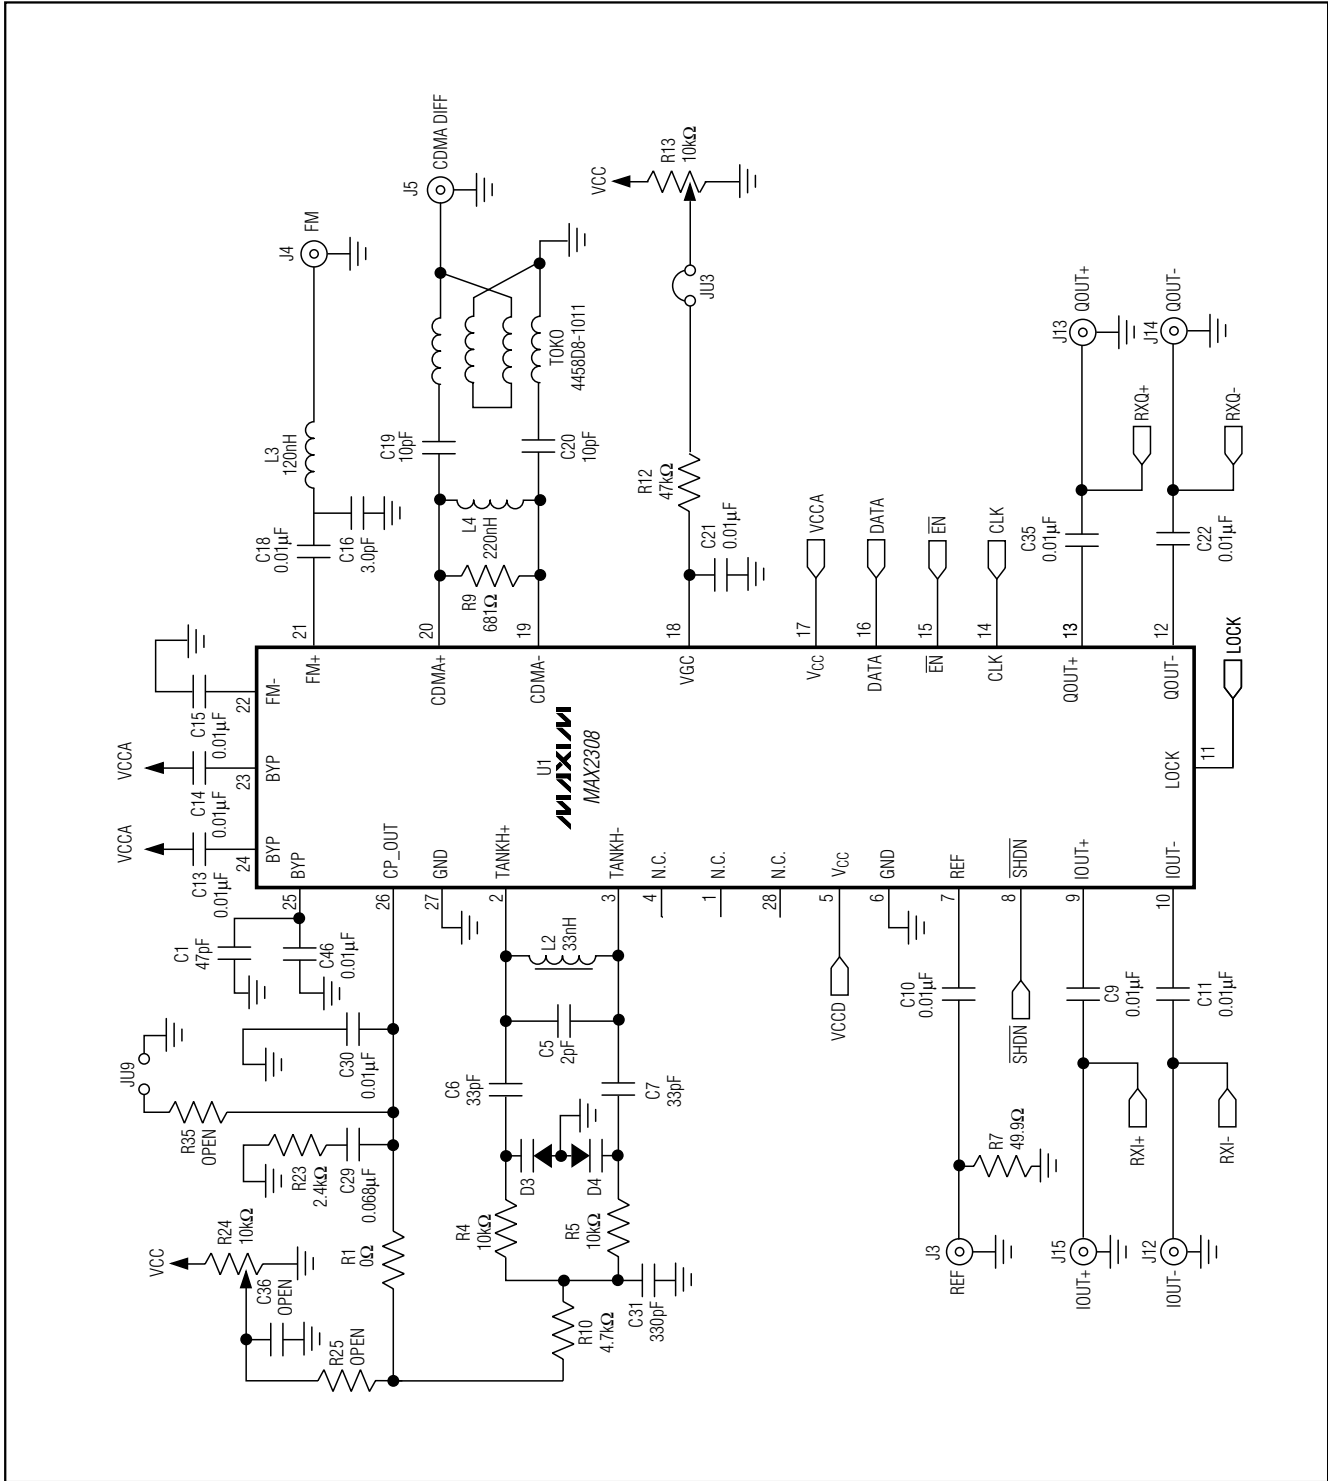 J4
FM
J5
CDMA DIFF
L3
120nH
C18
0.01µF
C16
3.0pF
C19
10pF
C20
10pF
TOKO
4458D8-1011
L4
220nH
R9
681Ω
VCC
R13
10kΩ
JU3
R12
47kΩ
C21
0.01µF
VCCA
DATA
EN
CLK
J13
QOUT+
J14
QOUT-
RXQ+
RXQ-
C35
0.01µF
C22
0.01µF
LOCK
21
20
19
18
17
16
15
14
13
12
11
FM+
CDMA+
CDMA-
VGC
VCC
DATA
EN
CLK
QOUT+
QOUT-
LOCK
VCCA
VCCA
C15
0.01µF
C14
0.01µF
C13
0.01µF
22
23
24
FM-
BYP
BYP
U1
MAXIM
MAX2308
BYP
CP_OUT
GND
TANKH+
TANKH-
N.C.
N.C.
N.C.
VCC
GND
REF
SHDN
IOUT+
IOUT-
25
26
27
2
3
4
1
28
5
6
7
8
9
10
C1
47pF
C46
0.01µF
C30
0.01µF
JU9
R35
OPEN
R23
2.4kΩ
C29
0.068µF
VCC
R24
10kΩ
C36
OPEN
R25
OPEN
R1
0Ω
L2
33nH
C5
2pF
C6
33pF
C7
33pF
D3
D4
R4
10kΩ
R5
10kΩ
R10
4.7kΩ
C31
330pF
VCCD
C10
0.01µF
SHDN
C9
0.01µF
C11
0.01µF
R7
49.9Ω
RXI+
RXI-
J3
REF
J15
IOUT+
J12
IOUT-